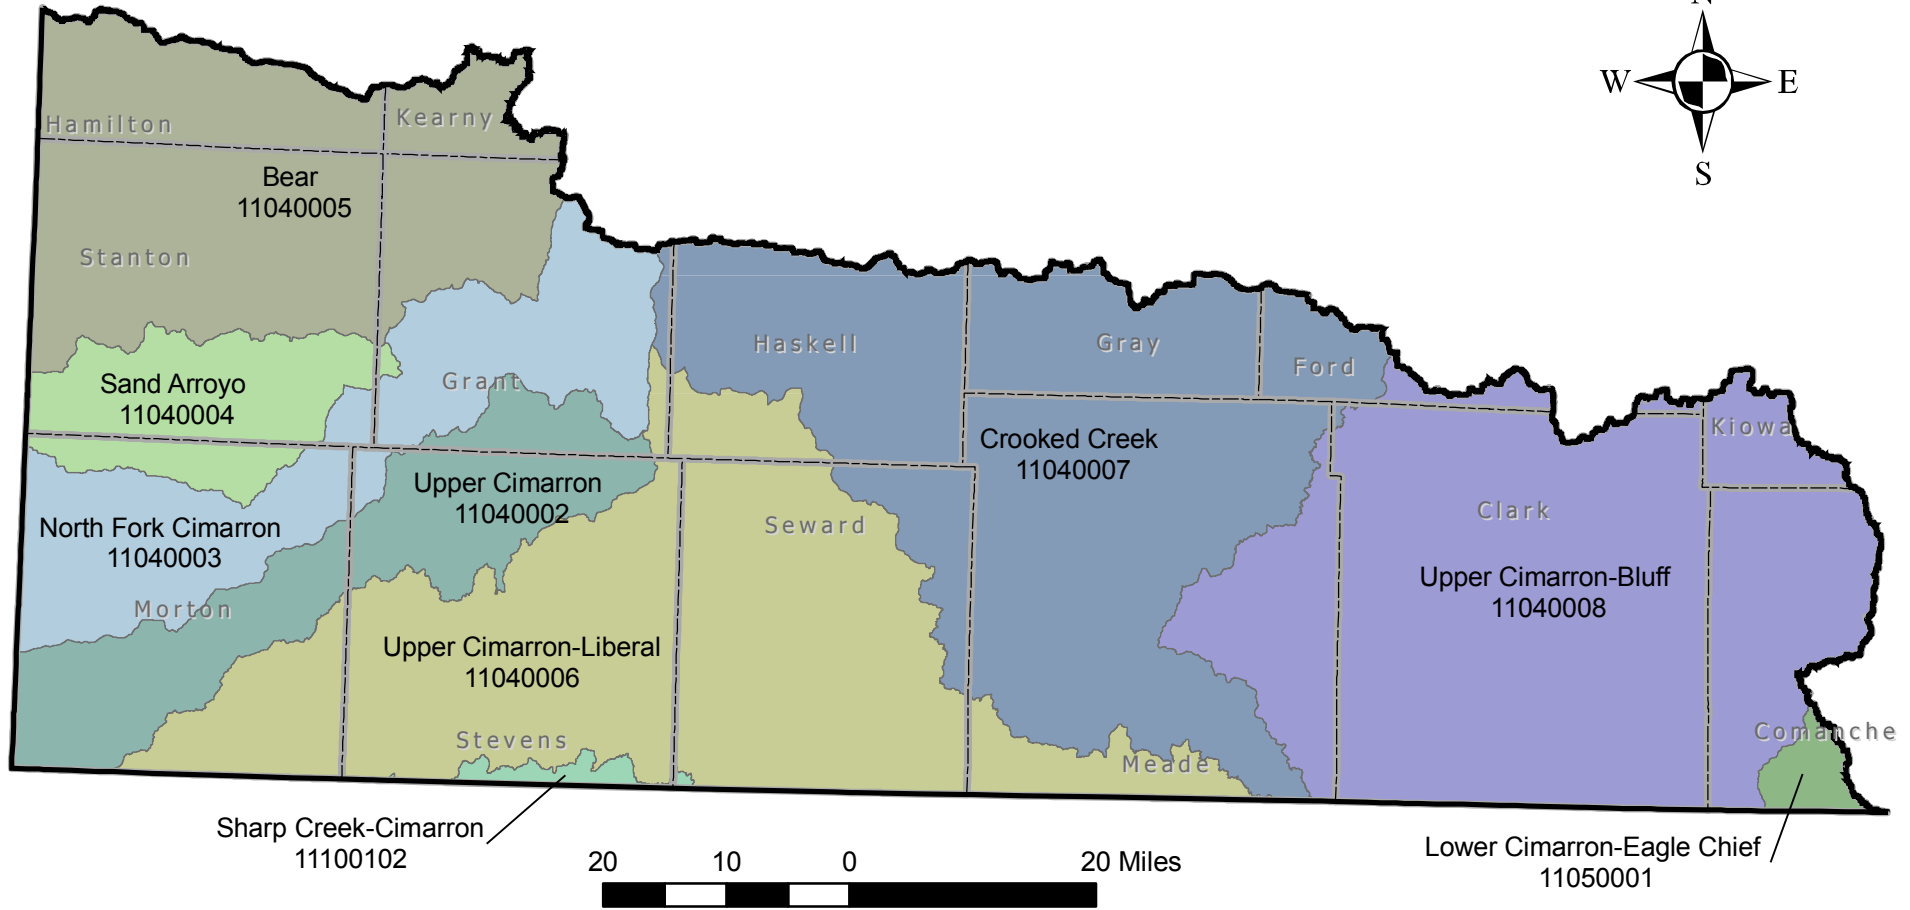 N
W E
S
Hamilton
Kearny
Bear
11040005
Stanton
Haskell
Gray
Ford
Sand Arroyo
11040004
Grant
Kiowa
Crooked Creek
11040007
Upper Cimarron
11040002
North Fork Cimarron
11040003
Seward
Clark
Morton
Upper Cimarron-Bluff
11040008
Upper Cimarron-Liberal
11040006
Stevens
Meade
Comanche
Sharp Creek-Cimarron
11100102
20 10 0 20 Miles
Lower Cimarron-Eagle Chief
11050001